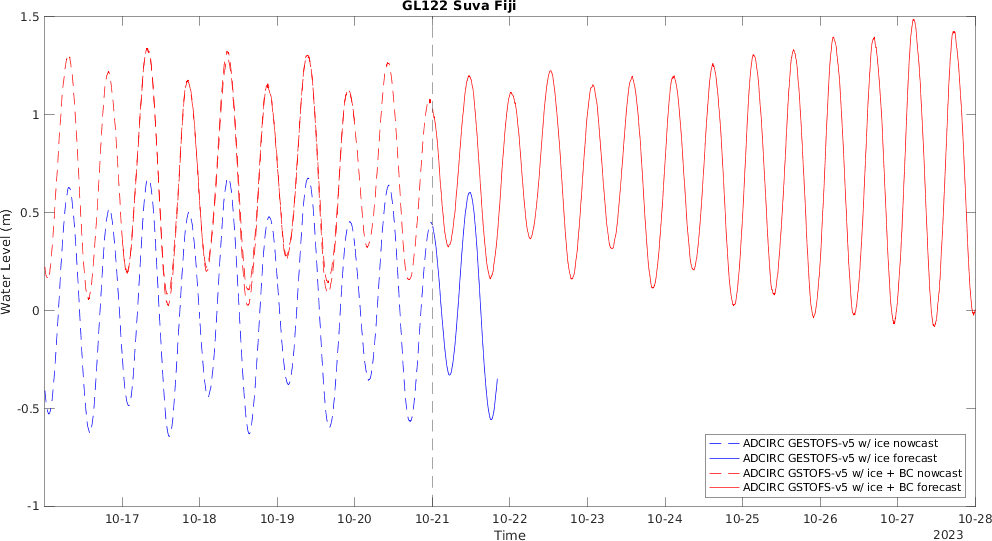 GL122 Suva Fiji
1.5
1
0.5
0
-0.5
-1
Water Level (m)
10-17 10-18 10-19 10-20 10-21 10-22 10-23 10-24 10-25 10-26 10-27 10-28
Time
2023
ADCIRC GESTOFS-v5 w/ ice nowcast
ADCIRC GESTOFS-v5 w/ ice forecast
ADCIRC GSTOFS-v5 w/ ice + BC nowcast
ADCIRC GSTOFS-v5 w/ ice + BC forecast